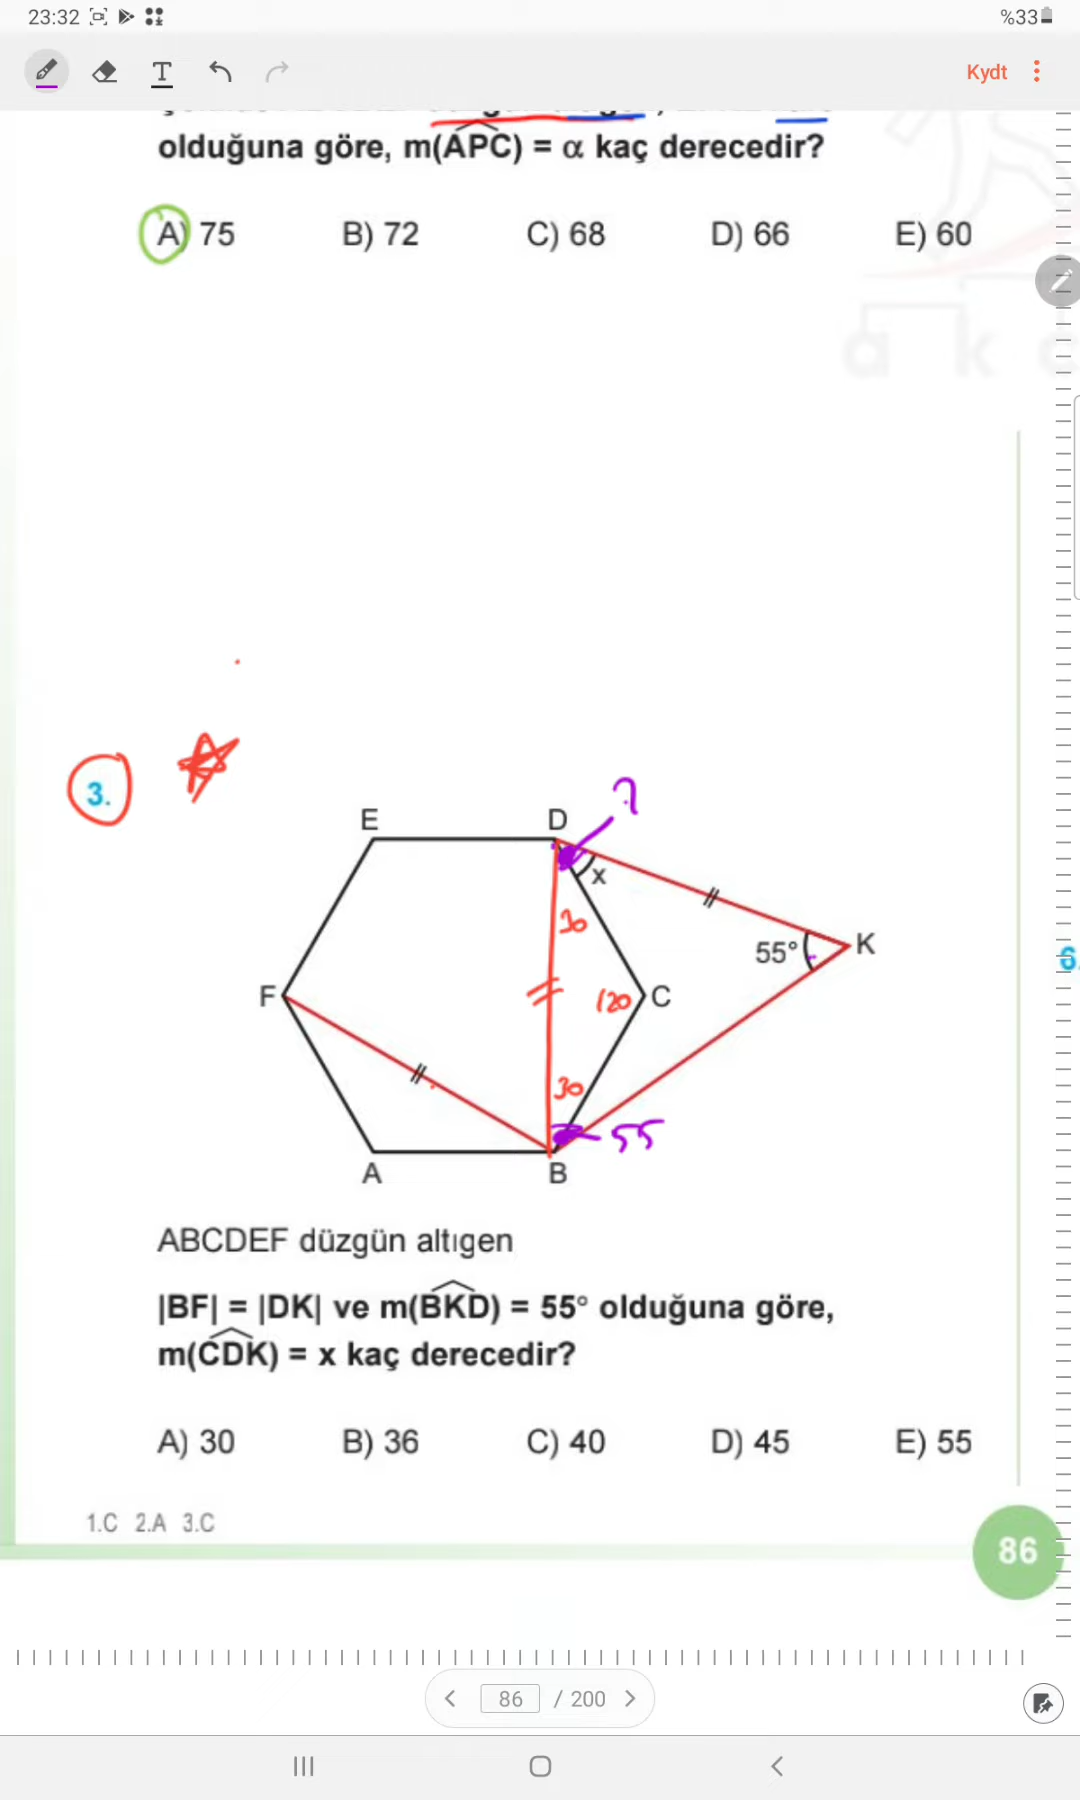 23:32
%33
Kydt
olduğuna göre, m(APC) = α kaç derecedir?
A) 75 B) 72 C) 68 D) 66 E) 60
a k
3.
?
E D
x
30
55° K
6.
F 120 C
30
55
A B
ABCDEF düzgün altıgen
|BF| = |DK| ve m(BKD) = 55° olduğuna göre,
m(CDK) = x kaç derecedir?
A) 30 B) 36 C) 40 D) 45 E) 55
1.C 2.A 3.C
86
86 / 200